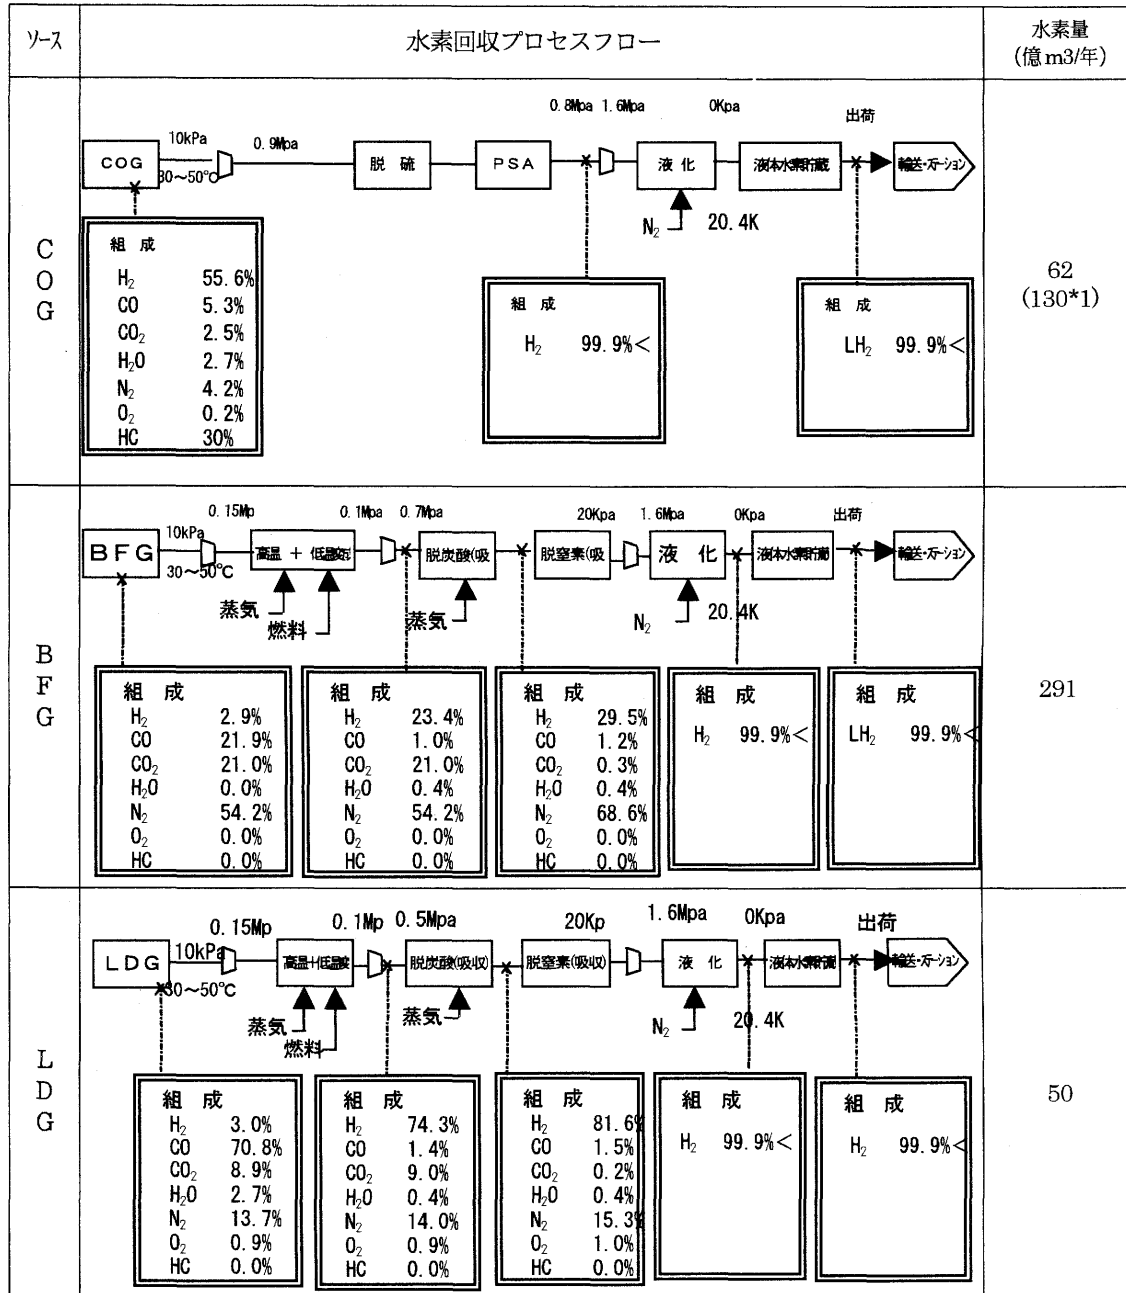 ソース
水素回収プロセスフロー
水素量
(億m3/年)
COG
0.8Mpa 1.6Mpa 0Kpa 出荷
10kPa 0.9Mpa
COG 脱硫 PSA 液化 液体水素貯蔵 輸送・ステーション
30～50℃
N2 20.4K
組成
H2 55.6%
CO 5.3%
CO2 2.5%
H2O 2.7%
N2 4.2%
O2 0.2%
HC 30%
組成
H2 99.9%<
組成
LH2 99.9%<
62
(130*1)
BFG
0.15Mp 0.1Mpa 0.7Mpa 20Kpa 1.6Mpa 0Kpa 出荷
10kPa
BFG 高温 + 低温 脱炭酸(吸 脱窒素(吸 液化 液体水素貯蔵 輸送・ステーション
30～50℃
蒸気 燃料 蒸気 N2 20.4K
組成
H2 2.9%
CO 21.9%
CO2 21.0%
H2O 0.0%
N2 54.2%
O2 0.0%
HC 0.0%
組成
H2 23.4%
CO 1.0%
CO2 21.0%
H2O 0.4%
N2 54.2%
O2 0.0%
HC 0.0%
組成
H2 29.5%
CO 1.2%
CO2 0.3%
H2O 0.4%
N2 68.6%
O2 0.0%
HC 0.0%
組成
H2 99.9%<
組成
LH2 99.9%<
291
LDG
0.15Mp 0.1Mp 0.5Mpa 20Kp 1.6Mpa 0Kpa 出荷
10kPa
LDG 高温+低温 脱炭酸(吸収) 脱窒素(吸収) 液化 液体水素貯蔵 輸送・ステーション
30～50℃
蒸気 燃料 蒸気 N2 20.4K
組成
H2 3.0%
CO 70.8%
CO2 8.9%
H2O 2.7%
N2 13.7%
O2 0.9%
HC 0.0%
組成
H2 74.3%
CO 1.4%
CO2 9.0%
H2O 0.4%
N2 14.0%
O2 0.9%
HC 0.0%
組成
H2 81.6%
CO 1.5%
CO2 0.2%
H2O 0.4%
N2 15.3%
O2 1.0%
HC 0.0%
組成
H2 99.9%<
組成
H2 99.9%<
50